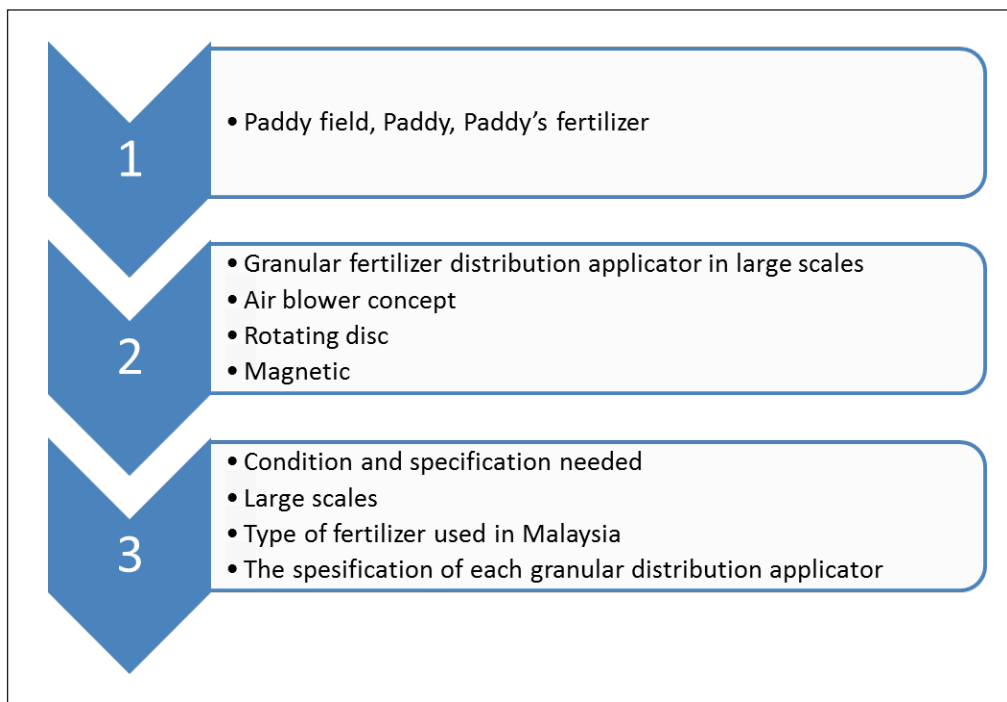 1
• Paddy field, Paddy, Paddy’s fertilizer
2
• Granular fertilizer distribution applicator in large scales
• Air blower concept
• Rotating disc
• Magnetic
3
• Condition and specification needed
• Large scales
• Type of fertilizer used in Malaysia
• The spesification of each granular distribution applicator